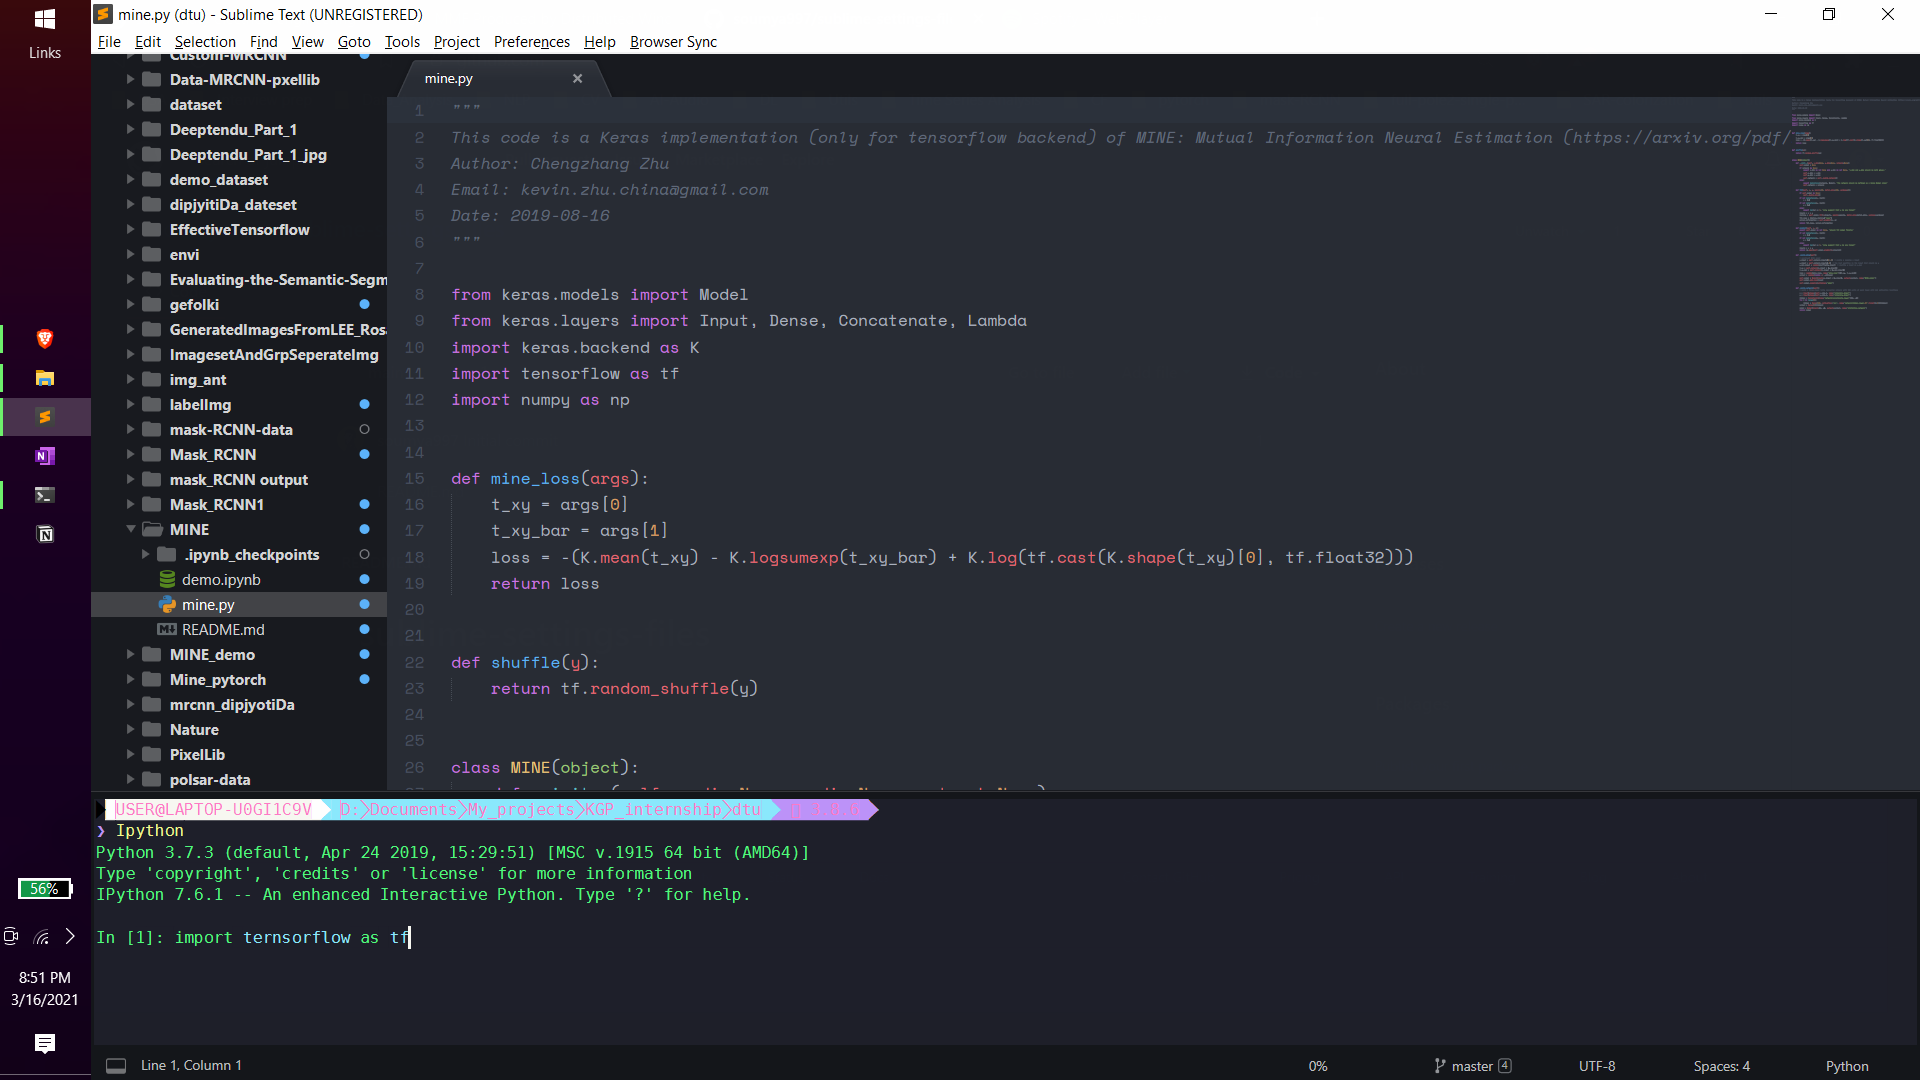 Links
mine.py (dtu) - Sublime Text (UNREGISTERED)
File Edit Selection Find View Goto Tools Project Preferences Help Browser Sync
Custom-MRCNN
Data-MRCNN-pxellib
dataset
Deeptendu_Part_1
Deeptendu_Part_1_jpg
demo_dataset
dipjyitiDa_dateset
EffectiveTensorflow
envi
Evaluating-the-Semantic-Segm
gefolki
GeneratedImagesFromLEE_Rosa
ImagesetAndGrpSeperateImg
img_ant
labelImg
mask-RCNN-data
Mask_RCNN
mask_RCNN output
Mask_RCNN1
MINE
.ipynb_checkpoints
demo.ipynb
mine.py
README.md
MINE_demo
Mine_pytorch
mrcnn_dipjyotiDa
Nature
PixelLib
polsar-data
mine.py
1 """
2 This code is a Keras implementation (only for tensorflow backend) of MINE: Mutual Information Neural Estimation (https://arxiv.org/pdf/
3 Author: Chengzhang Zhu
4 Email: kevin.zhu.china@gmail.com
5 Date: 2019-08-16
6 """
7
8 from keras.models import Model
9 from keras.layers import Input, Dense, Concatenate, Lambda
10 import keras.backend as K
11 import tensorflow as tf
12 import numpy as np
13
14
15 def mine_loss(args):
16 t_xy = args[0]
17 t_xy_bar = args[1]
18 loss = -(K.mean(t_xy) - K.logsumexp(t_xy_bar) + K.log(tf.cast(K.shape(t_xy)[0], tf.float32)))
19 return loss
20
21
22 def shuffle(y):
23 return tf.random_shuffle(y)
24
25
26 class MINE(object):
USER@LAPTOP-U0GI1C9V D:>Documents>My_projects>KGP_internship>dtu
❯ Ipython
Python 3.7.3 (default, Apr 24 2019, 15:29:51) [MSC v.1915 64 bit (AMD64)]
Type 'copyright', 'credits' or 'license' for more information
IPython 7.6.1 -- An enhanced Interactive Python. Type '?' for help.
In [1]: import ternsorflow as tf
56%
8:51 PM
3/16/2021
Line 1, Column 1 0% master 4 UTF-8 Spaces: 4 Python